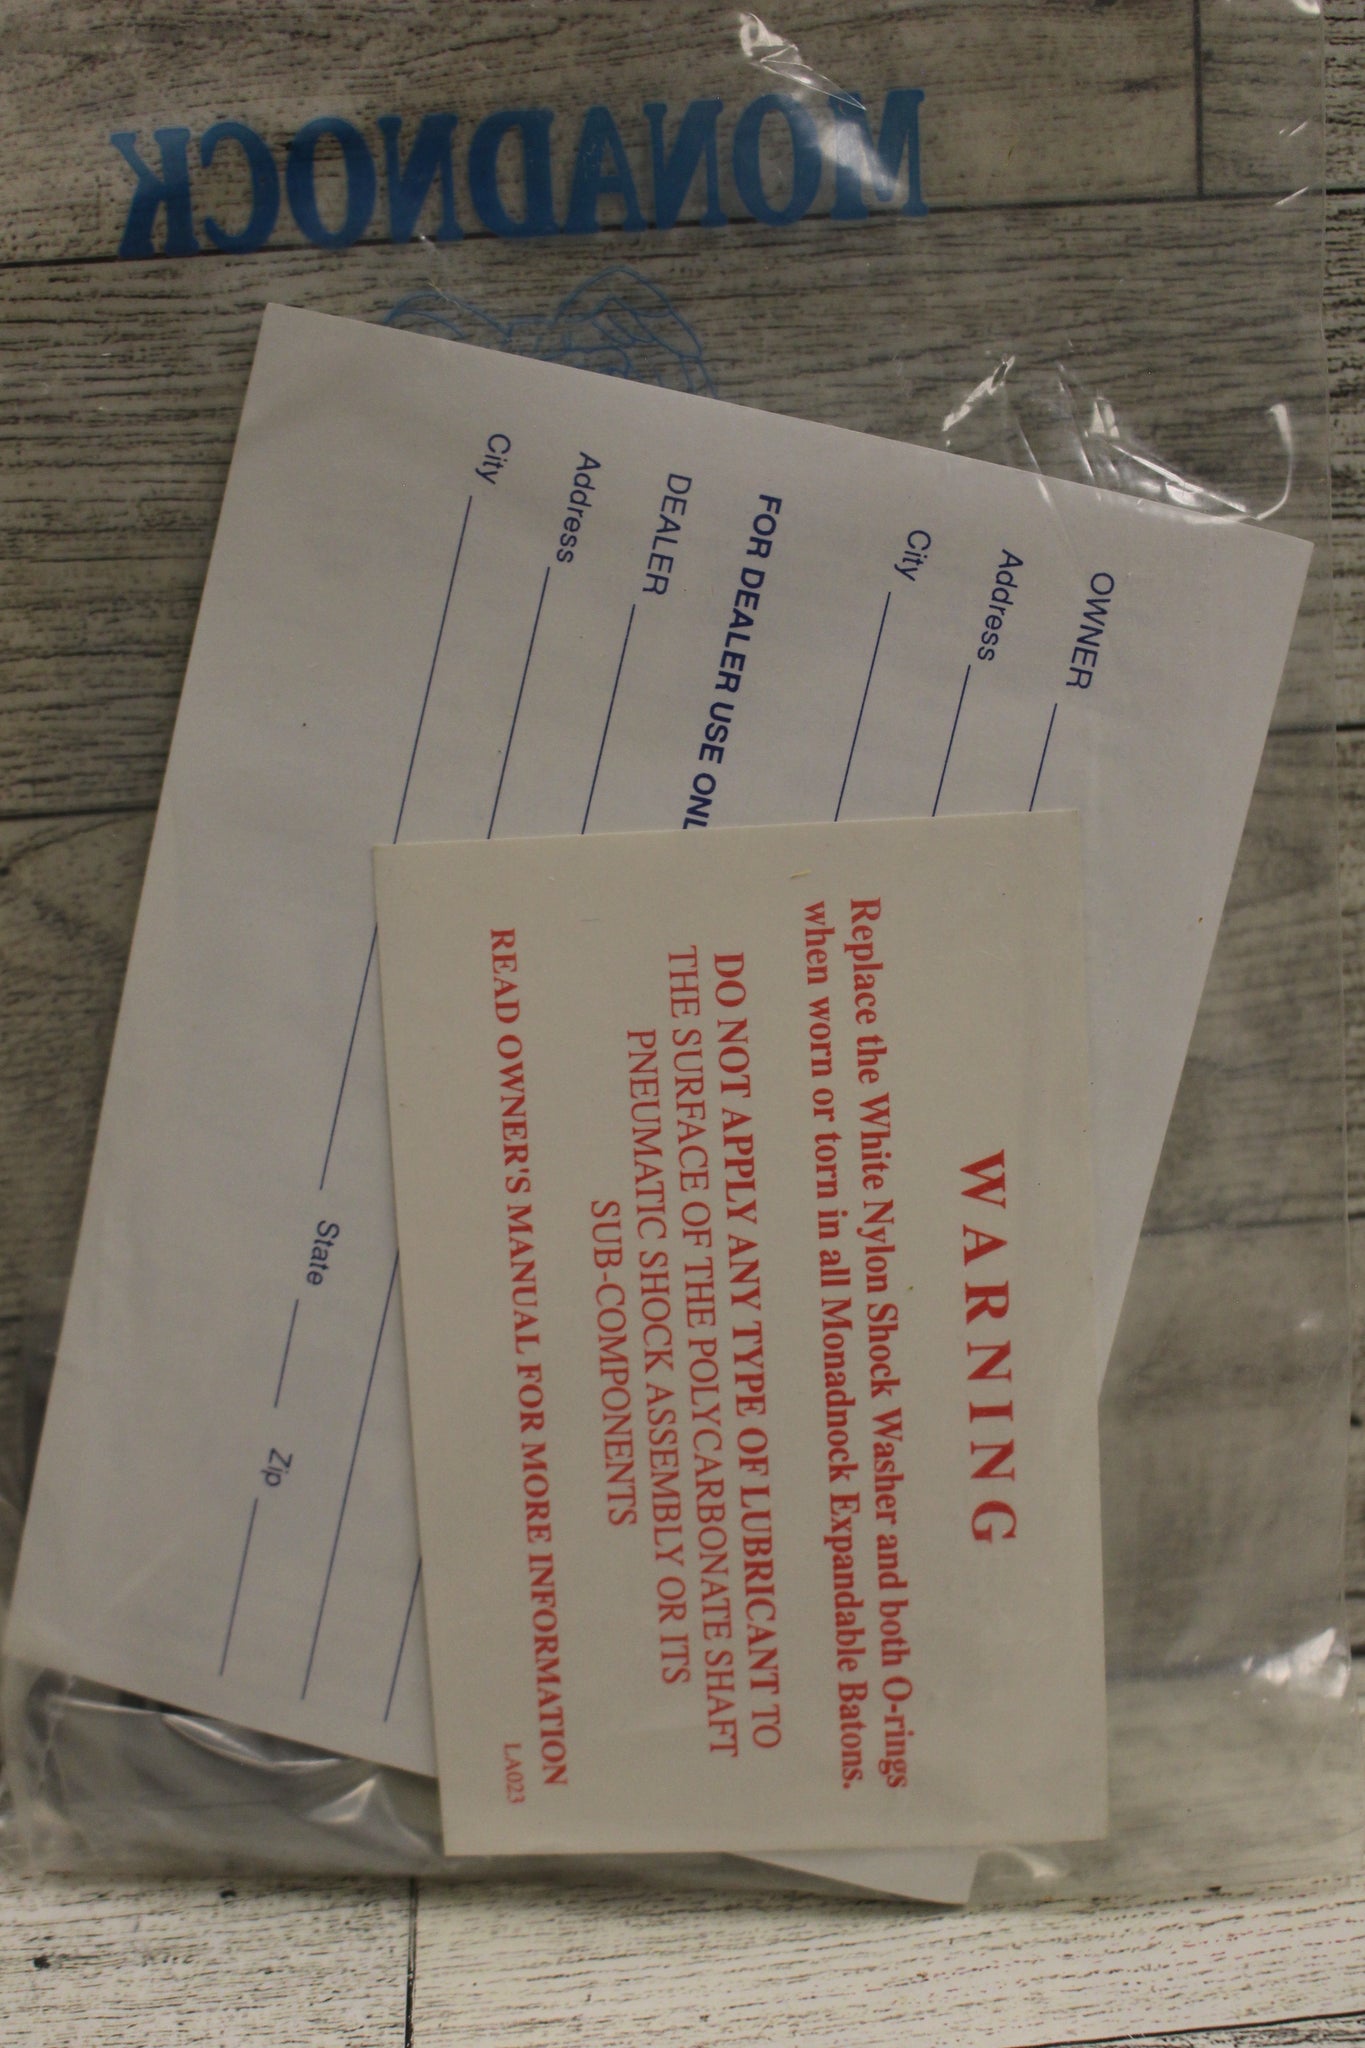 MONADNOCK
OWNER
Address
City
FOR DEALER USE ONL
DEALER
Address
City State Zip
WARNING
Replace the White Nylon Shock Washer and both O-rings
when worn or torn in all Monadnock Expandable Batons.
DO NOT APPLY ANY TYPE OF LUBRICANT TO
THE SURFACE OF THE POLYCARBONATE SHAFT
PNEUMATIC SHOCK ASSEMBLY OR ITS
SUB-COMPONENTS
READ OWNER'S MANUAL FOR MORE INFORMATION
LA023